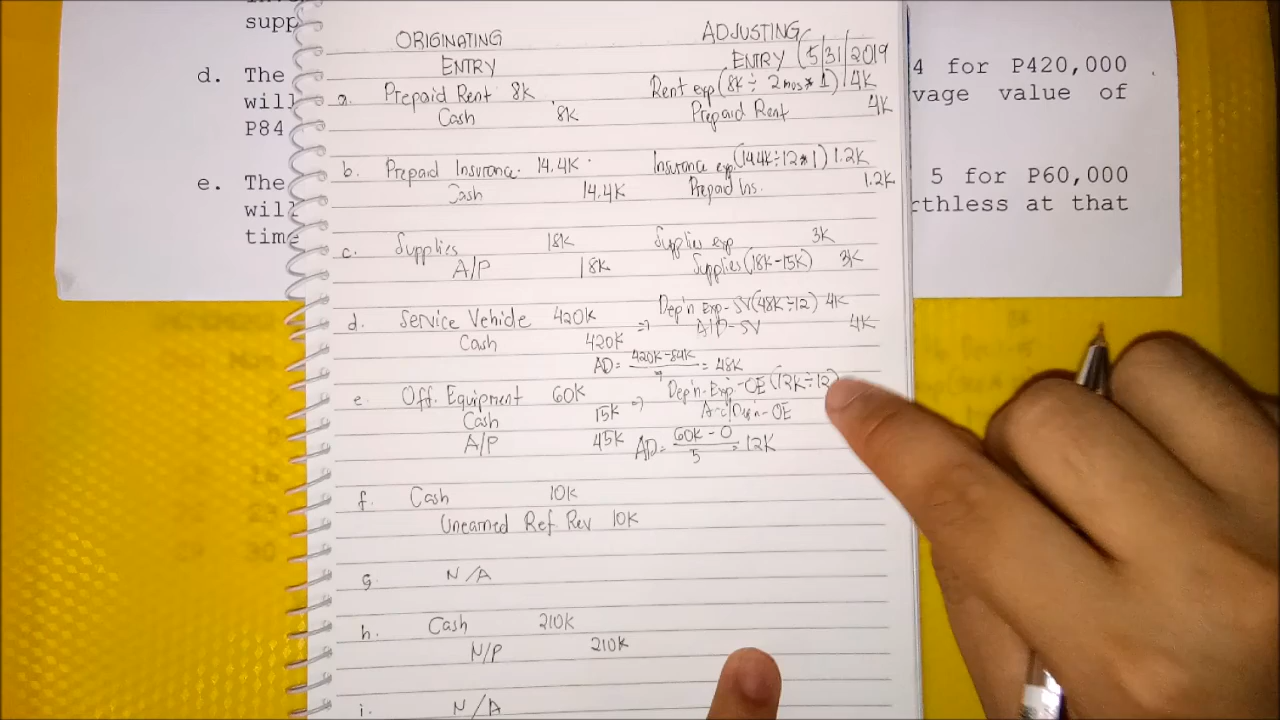 supp
d. The 4 for P420,000
will vage value of
P84
e. The 5 for P60,000
will rthless at that
time
ORIGINATING ADJUSTING
ENTRY ENTRY (5/31/2019
a. Prepaid Rent 8K Rent exp (8K ÷ 2mos * 1) 4K
Cash 8K Prepaid Rent 4K
b. Prepaid Insurance 14.4K Insurance exp (14.4K÷12*1) 1.2K
Cash 14.4K Prepaid Ins. 1.2K
c. Supplies 18K Supplies exp 3K
A/P 18K Supplies (18K-15K) 3K
d. Service Vehicle 420K ⇒ Dep'n Exp-SV (48K÷12) 4K
Cash 420K A/D-SV 4K
AD= 420K-84K = 48K
7
e. Off. Equipment 60K ⇒ Dep'n Exp-OE (12K÷12)
Cash 15K Acc Dep'n-OE
A/P 45K AD= 60K-0 = 12K
5
f. Cash 10K
Unearned Ref Rev 10K
g. N/A
h. Cash 210K
N/P 210K
i. N/A